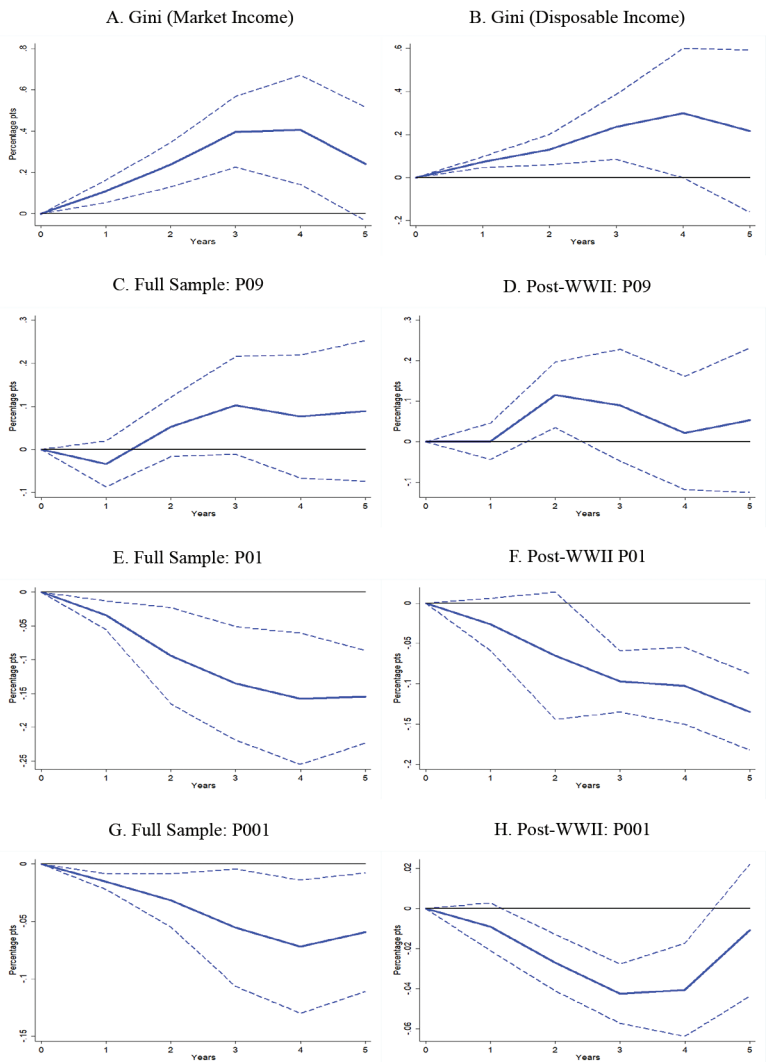 A. Gini (Market Income)
B. Gini (Disposable Income)
Percentage pts
.8
.6
.4
.2
0
0 1 2 3 4 5
Years
Percentage pts
.6
.4
.2
0
-.2
0 1 2 3 4 5
Years
C. Full Sample: P09
D. Post-WWII: P09
Percentage pts
.3
.2
.1
0
-.1
0 1 2 3 4 5
Years
Percentage pts
.3
.2
.1
0
-.1
0 1 2 3 4 5
Years
E. Full Sample: P01
F. Post-WWII P01
Percentage pts
0
-.05
-.1
-.15
-.2
-.25
0 1 2 3 4 5
Years
Percentage pts
0
-.05
-.1
-.15
-.2
0 1 2 3 4 5
Years
G. Full Sample: P001
H. Post-WWII: P001
Percentage pts
0
-.05
-.1
-.15
0 1 2 3 4 5
Years
Percentage pts
.02
0
-.02
-.04
-.06
0 1 2 3 4 5
Years